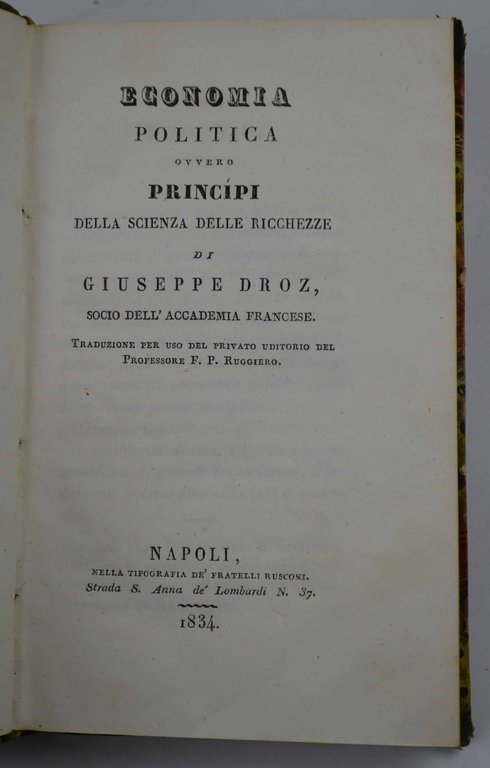 ECONOMIA
POLITICA
OVVERO
PRINCÍPI
DELLA SCIENZA DELLE RICCHEZZE
DI
GIUSEPPE DROZ,
SOCIO DELL' ACCADEMIA FRANCESE.
TRADUZIONE PER USO DEL PRIVATO UDITORIO DEL
PROFESSORE F. P. RUGGIERO.
NAPOLI,
NELLA TIPOGRAFIA DE' FRATELLI RUSCONI.
Strada S. Anna de' Lombardi N. 37.
1834.